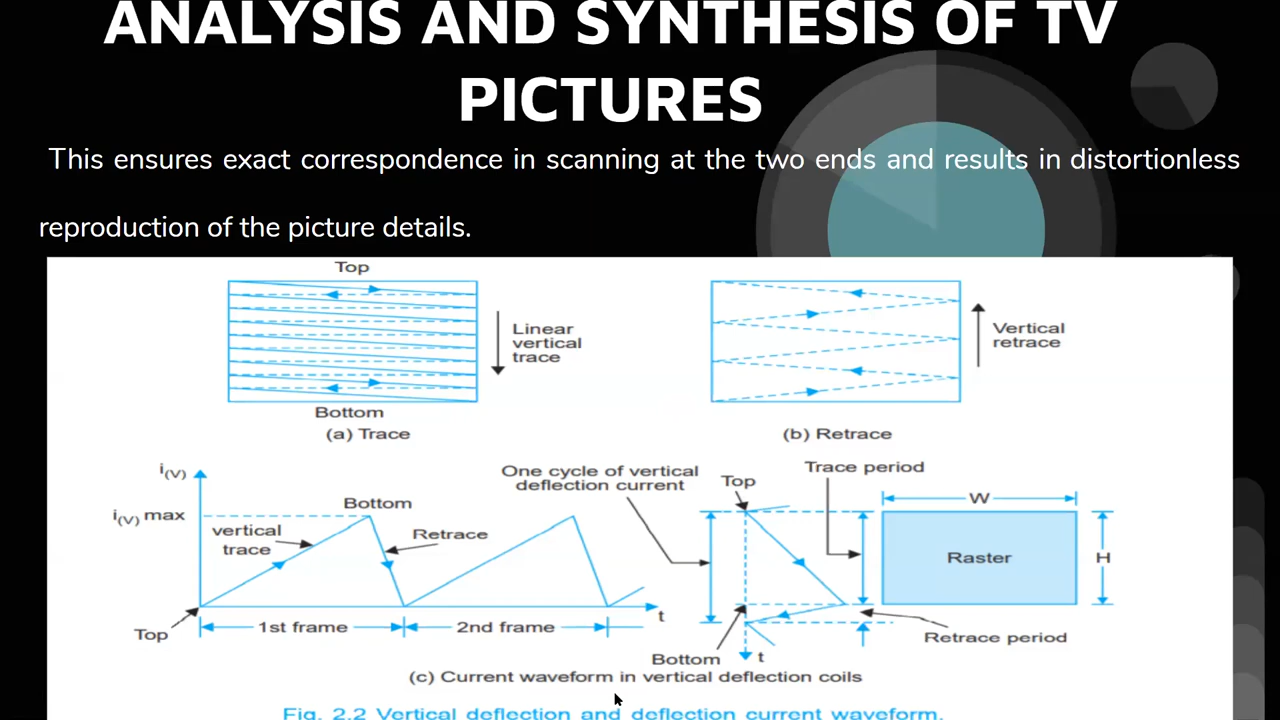 ANALYSIS AND SYNTHESIS OF TV
PICTURES
This ensures exact correspondence in scanning at the two ends and results in distortionless
reproduction of the picture details.
Top
Linear
vertical
trace
Bottom
(a) Trace
Vertical
retrace
(b) Retrace
i(V)
i(V) max
vertical
trace
Bottom
Retrace
Top
1st frame
2nd frame
t
One cycle of vertical
deflection current
Top
Trace period
W
Raster
H
Retrace period
Bottom
t
(c) Current waveform in vertical deflection coils
Fig. 2.2 Vertical deflection and deflection current waveform.